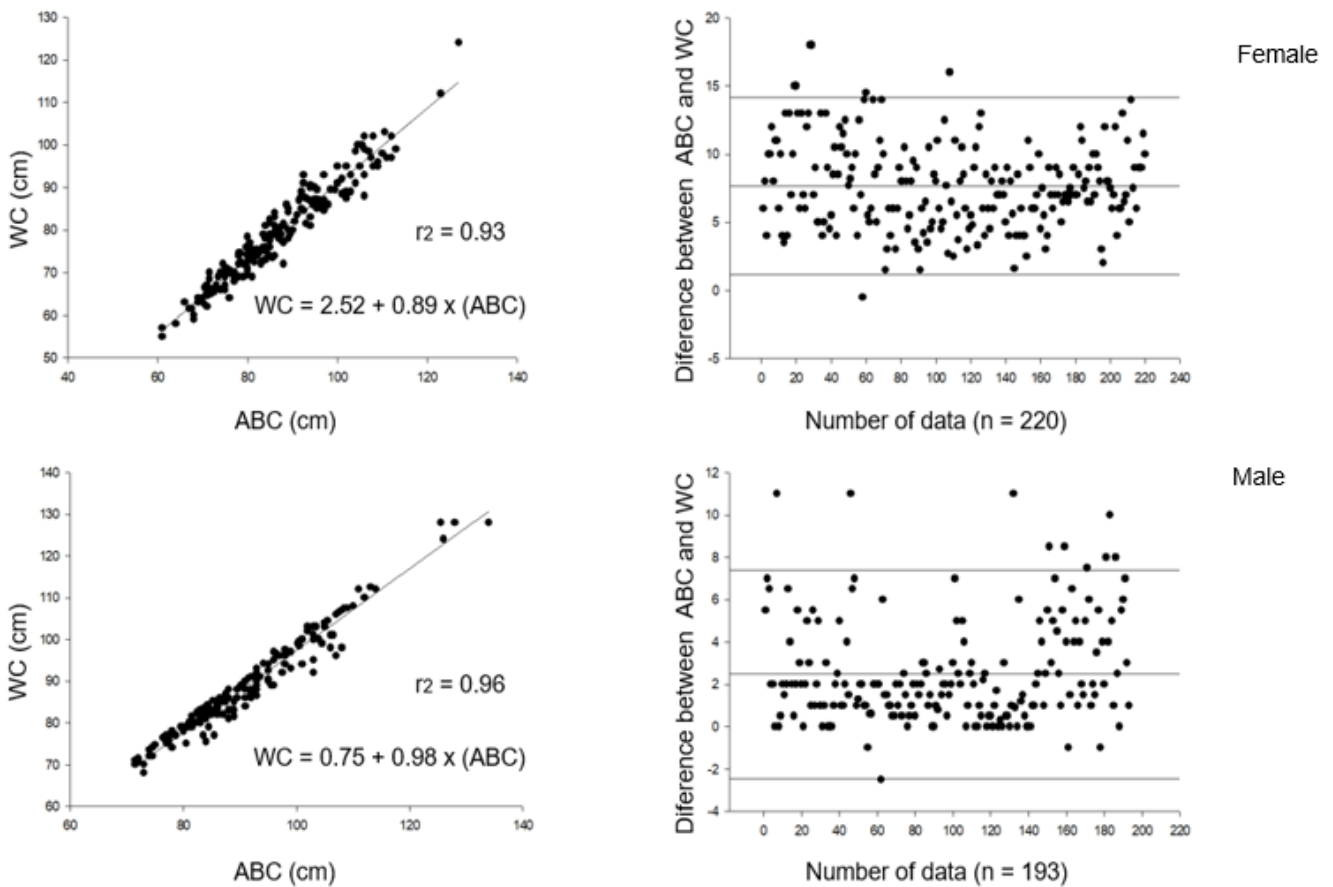 Female
WC (cm)
130
120
110
100
90
80
70
60
50
40 60 80 100 120 140
ABC (cm)
r2 = 0.93
WC = 2.52 + 0.89 x (ABC)
Diference between ABC and WC
20
15
10
5
0
-5
0 20 40 60 80 100 120 140 160 180 200 220 240
Number of data (n = 220)
Male
WC (cm)
140
130
120
110
100
90
80
70
60
60 80 100 120 140
ABC (cm)
r2 = 0.96
WC = 0.75 + 0.98 x (ABC)
Diference between ABC and WC
12
10
8
6
4
2
0
-2
-4
0 20 40 60 80 100 120 140 160 180 200 220
Number of data (n = 193)